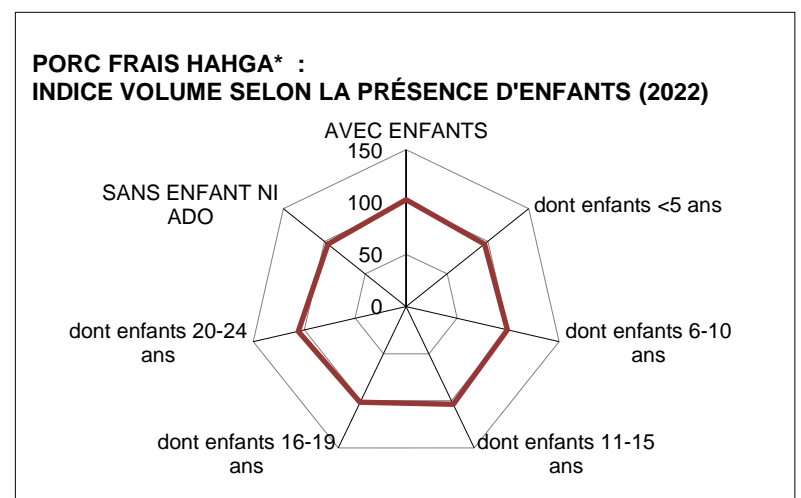 PORC FRAIS HAHGA* :
INDICE VOLUME SELON LA PRÉSENCE D'ENFANTS (2022)
AVEC ENFANTS
150
SANS ENFANT NI
ADO
100
dont enfants <5 ans
50
0
dont enfants 20-24
ans
dont enfants 6-10
ans
dont enfants 16-19
ans
dont enfants 11-15
ans